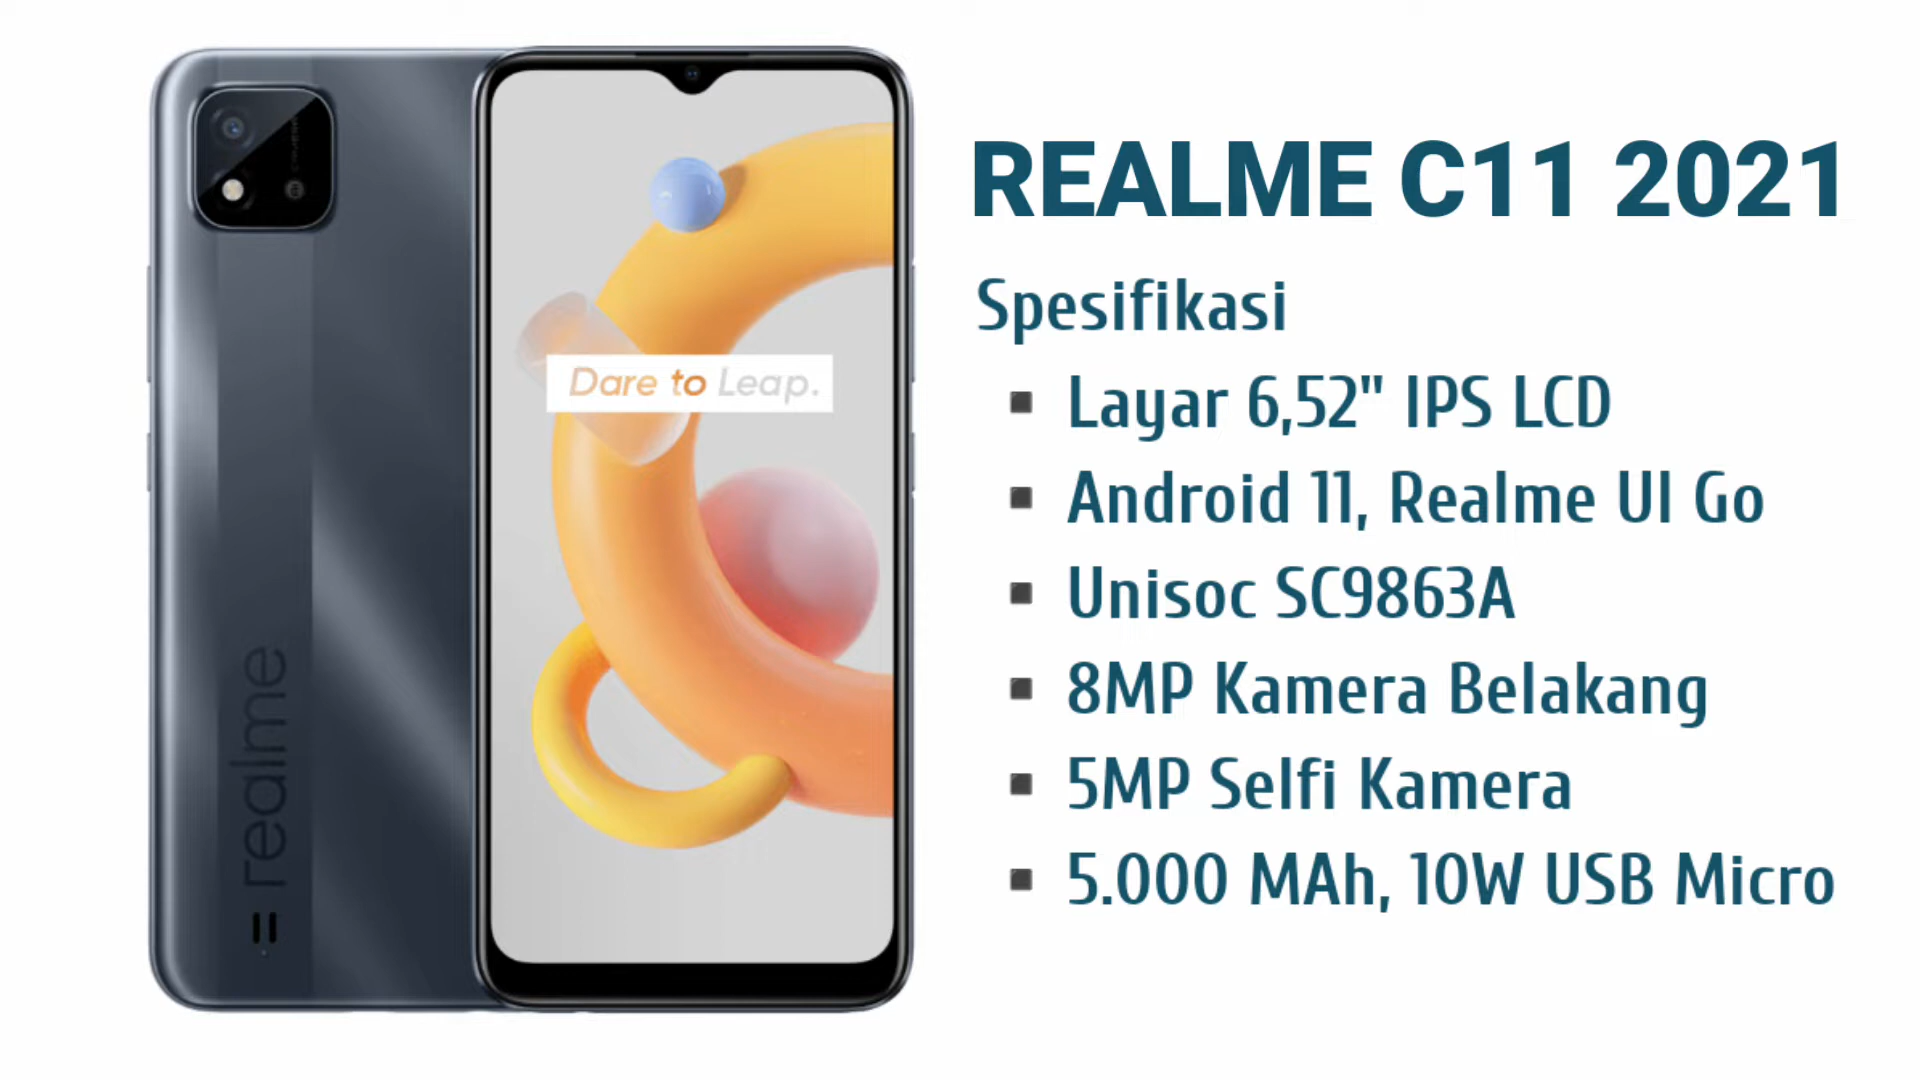 REALME C11 2021
Spesifikasi
▪ Layar 6,52" IPS LCD
▪ Android 11, Realme UI Go
▪ Unisoc SC9863A
▪ 8MP Kamera Belakang
▪ 5MP Selfi Kamera
▪ 5.000 MAh, 10W USB Micro
Dare to Leap.
realme